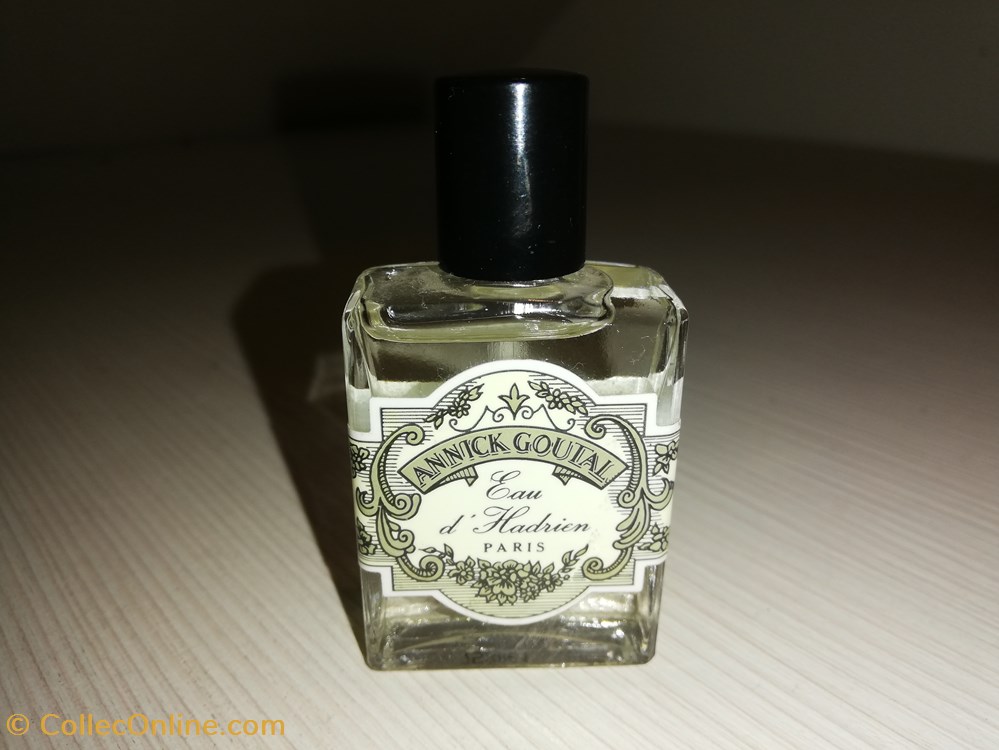 ANNICK GOUTAL
Eau
d'Hadrien
PARIS
© CollecOnline.com